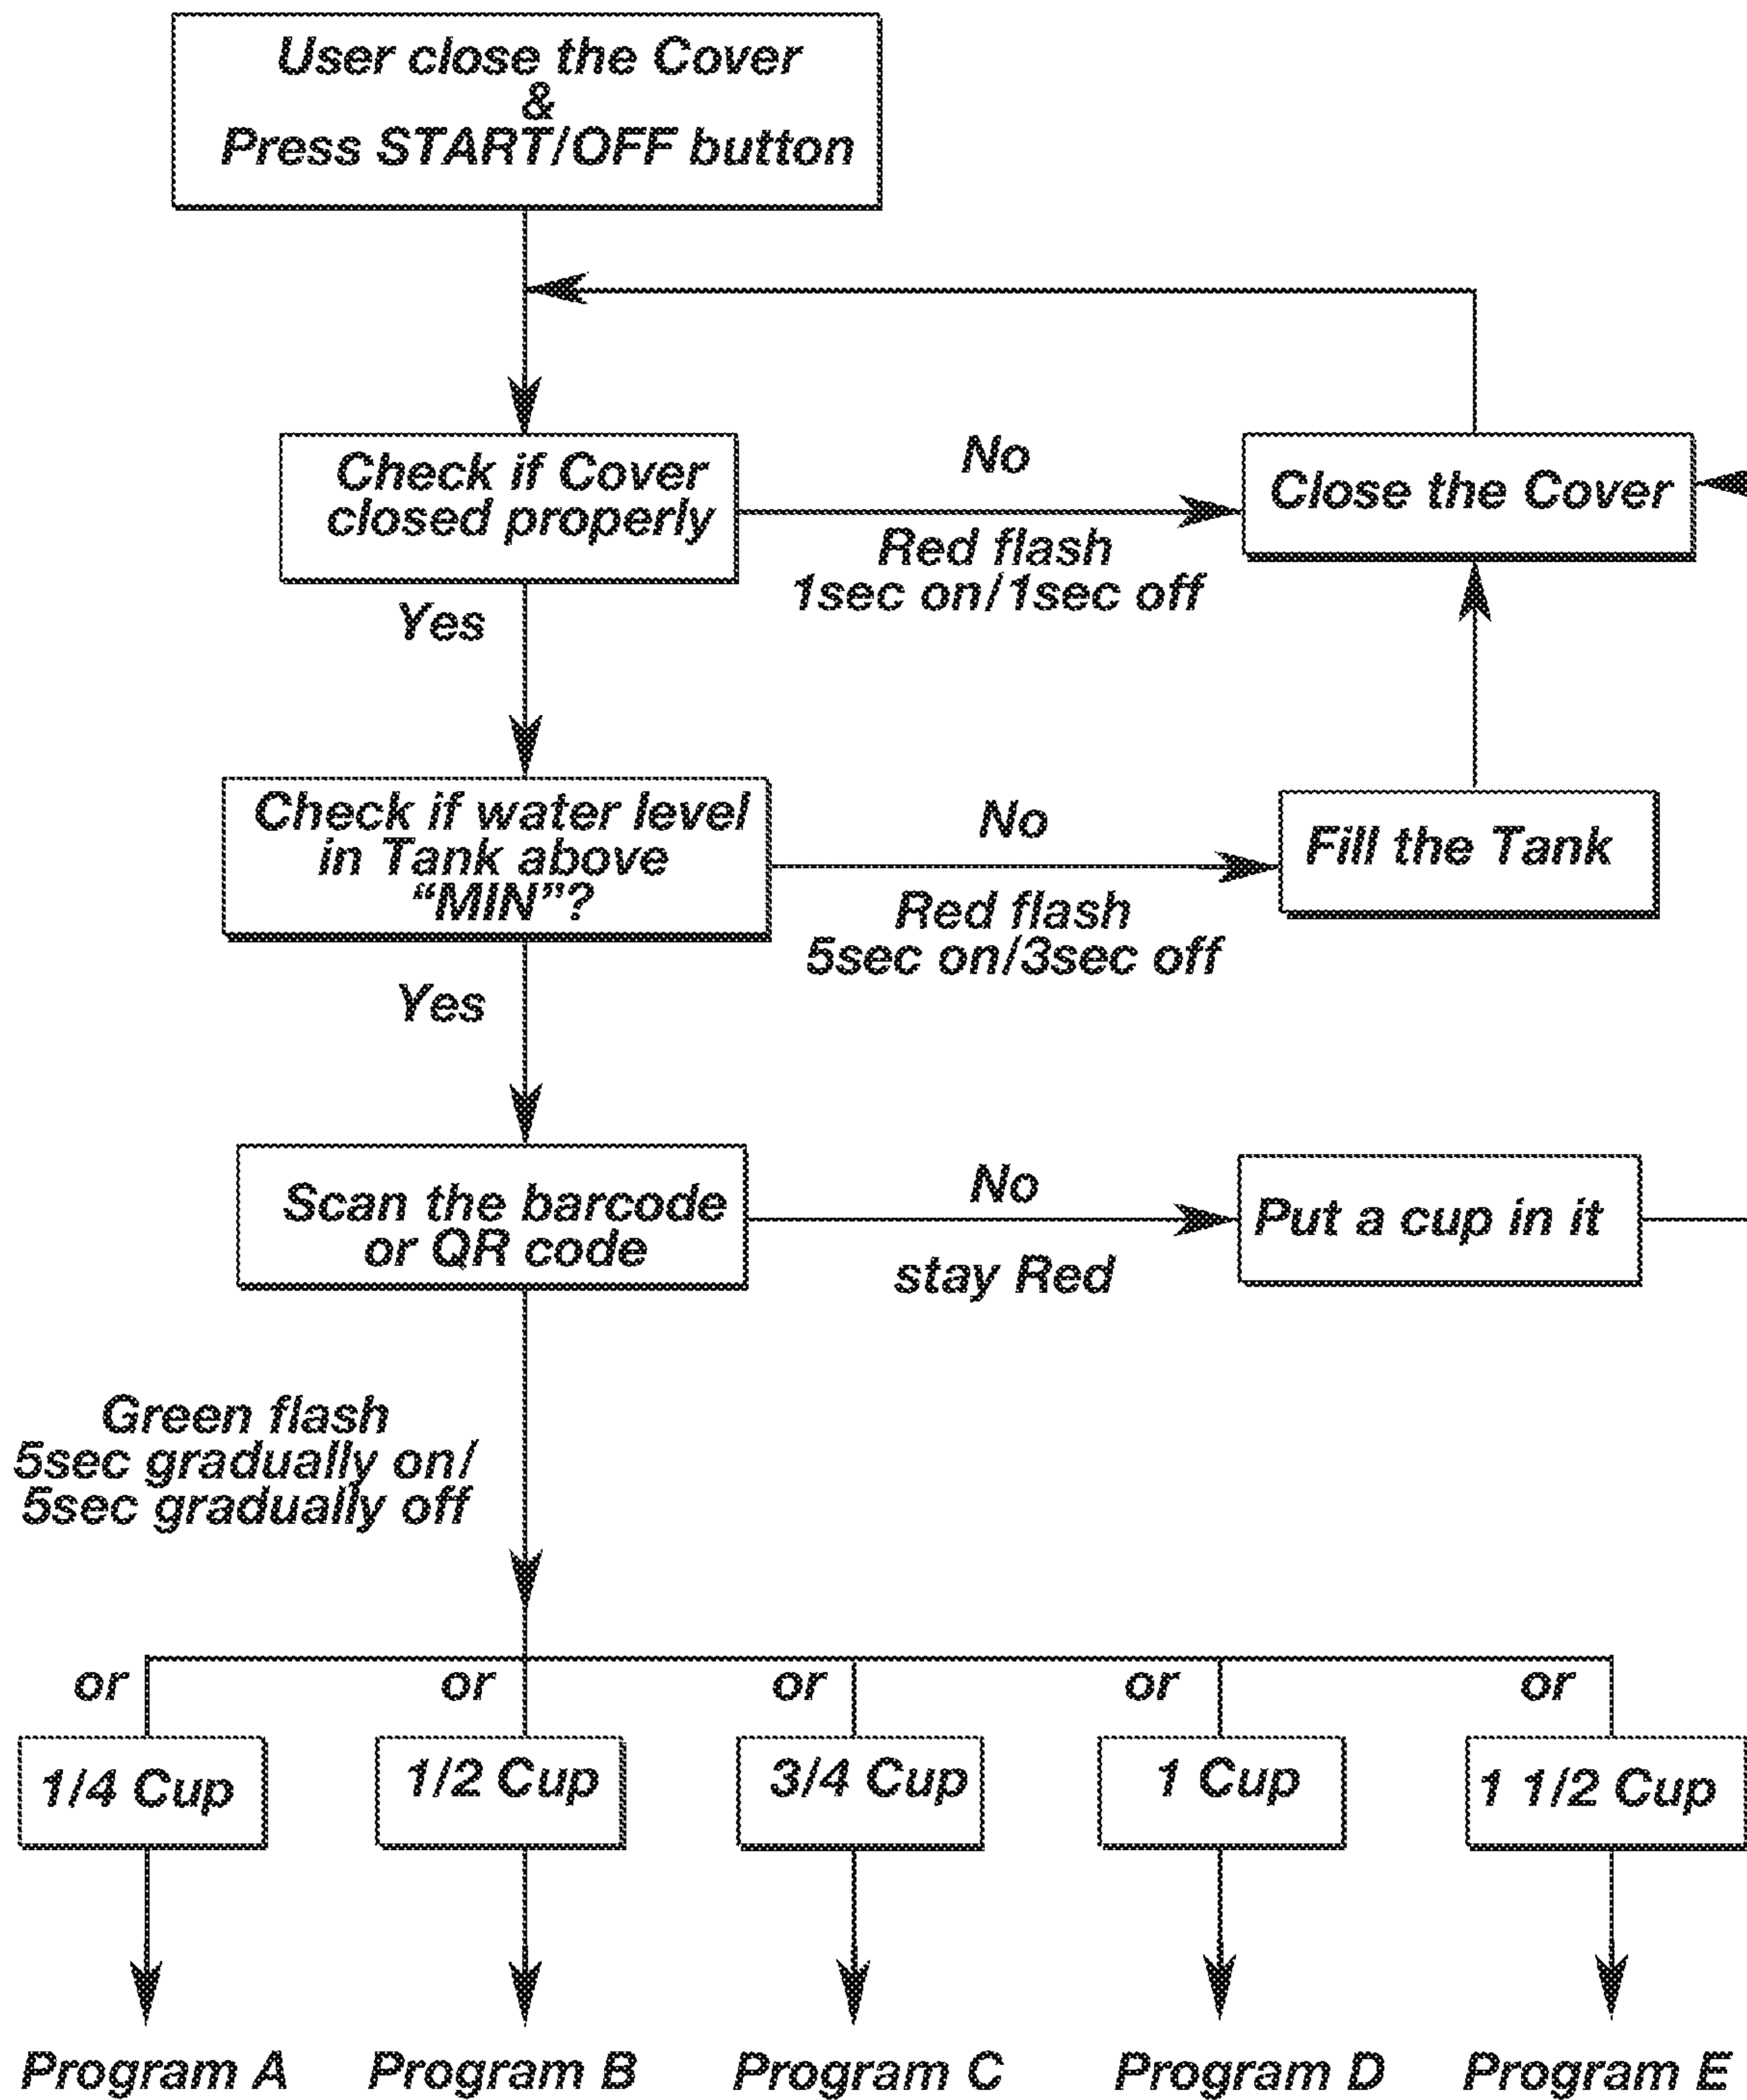 User close the Cover
&
Press START/OFF button
Check if Cover
closed properly
No
Red flash
1sec on/1sec off
Close the Cover
Yes
Check if water level
in Tank above
“MIN”?
No
Red flash
5sec on/3sec off
Fill the Tank
Yes
Scan the barcode
or QR code
No
stay Red
Put a cup in it
Green flash
5sec gradually on/
5sec gradually off
or
or
or
or
or
1/4 Cup
1/2 Cup
3/4 Cup
1 Cup
1 1/2 Cup
Program A
Program B
Program C
Program D
Program E